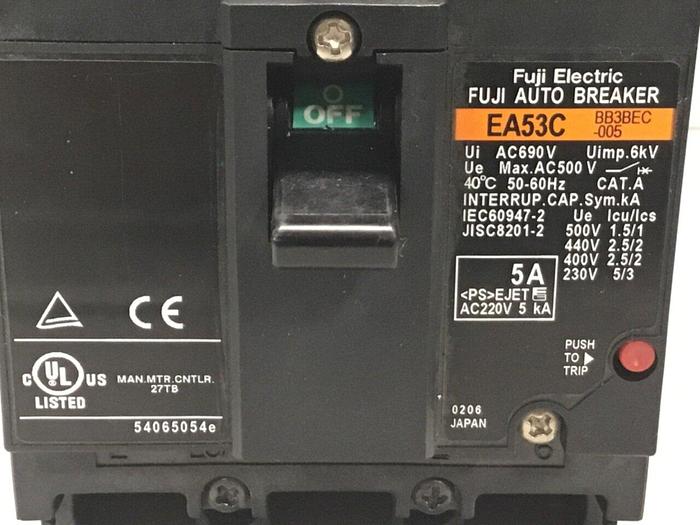 OFF
Fuji Electric
FUJI AUTO BREAKER
EA53C BB3BEC
-005
Ui AC690V Uimp.6kV
Ue Max.AC500V
40°C 50-60Hz CAT.A
INTERRUP.CAP.Sym.kA
IEC60947-2 Ue Icu/Ics
JISC8201-2 500V 1.5/1
440V 2.5/2
400V 2.5/2
230V 5/3
5A
<PS>EJET
AC220V 5 kA
PUSH
TO
TRIP
0206
JAPAN
CE
C UL US
LISTED
MAN.MTR.CNTLR.
27TB
54065054e